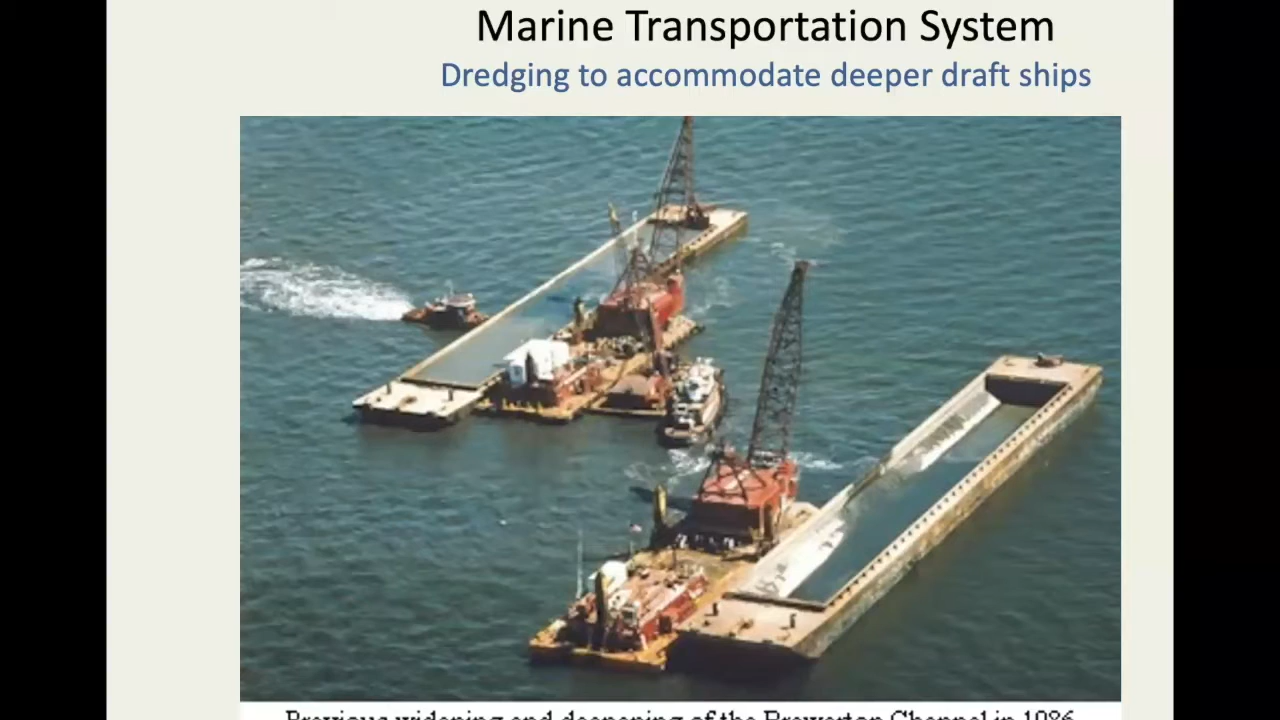 Marine Transportation System
Dredging to accommodate deeper draft ships
Previous widening and deepening of the Brewerton Channel in 1986